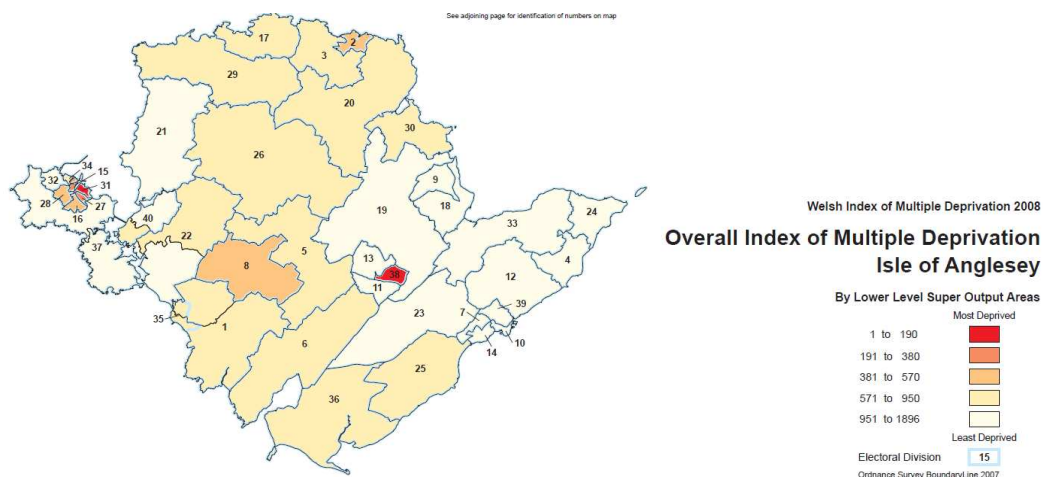 See adjoining page for identification of numbers on map
17
2
3
29
20
21
30
26
34
15
32
31
9
28
27
19
18
24
16
40
33
37
22
4
13
5
8
38
12
11
39
23
7
35
10
1
14
6
25
36
Welsh Index of Multiple Deprivation 2008
Overall Index of Multiple Deprivation
Isle of Anglesey
By Lower Level Super Output Areas
Most Deprived
1 to 190
191 to 380
381 to 570
571 to 950
951 to 1896
Least Deprived
Electoral Division 15
Ordnance Survey BoundaryLine 2007